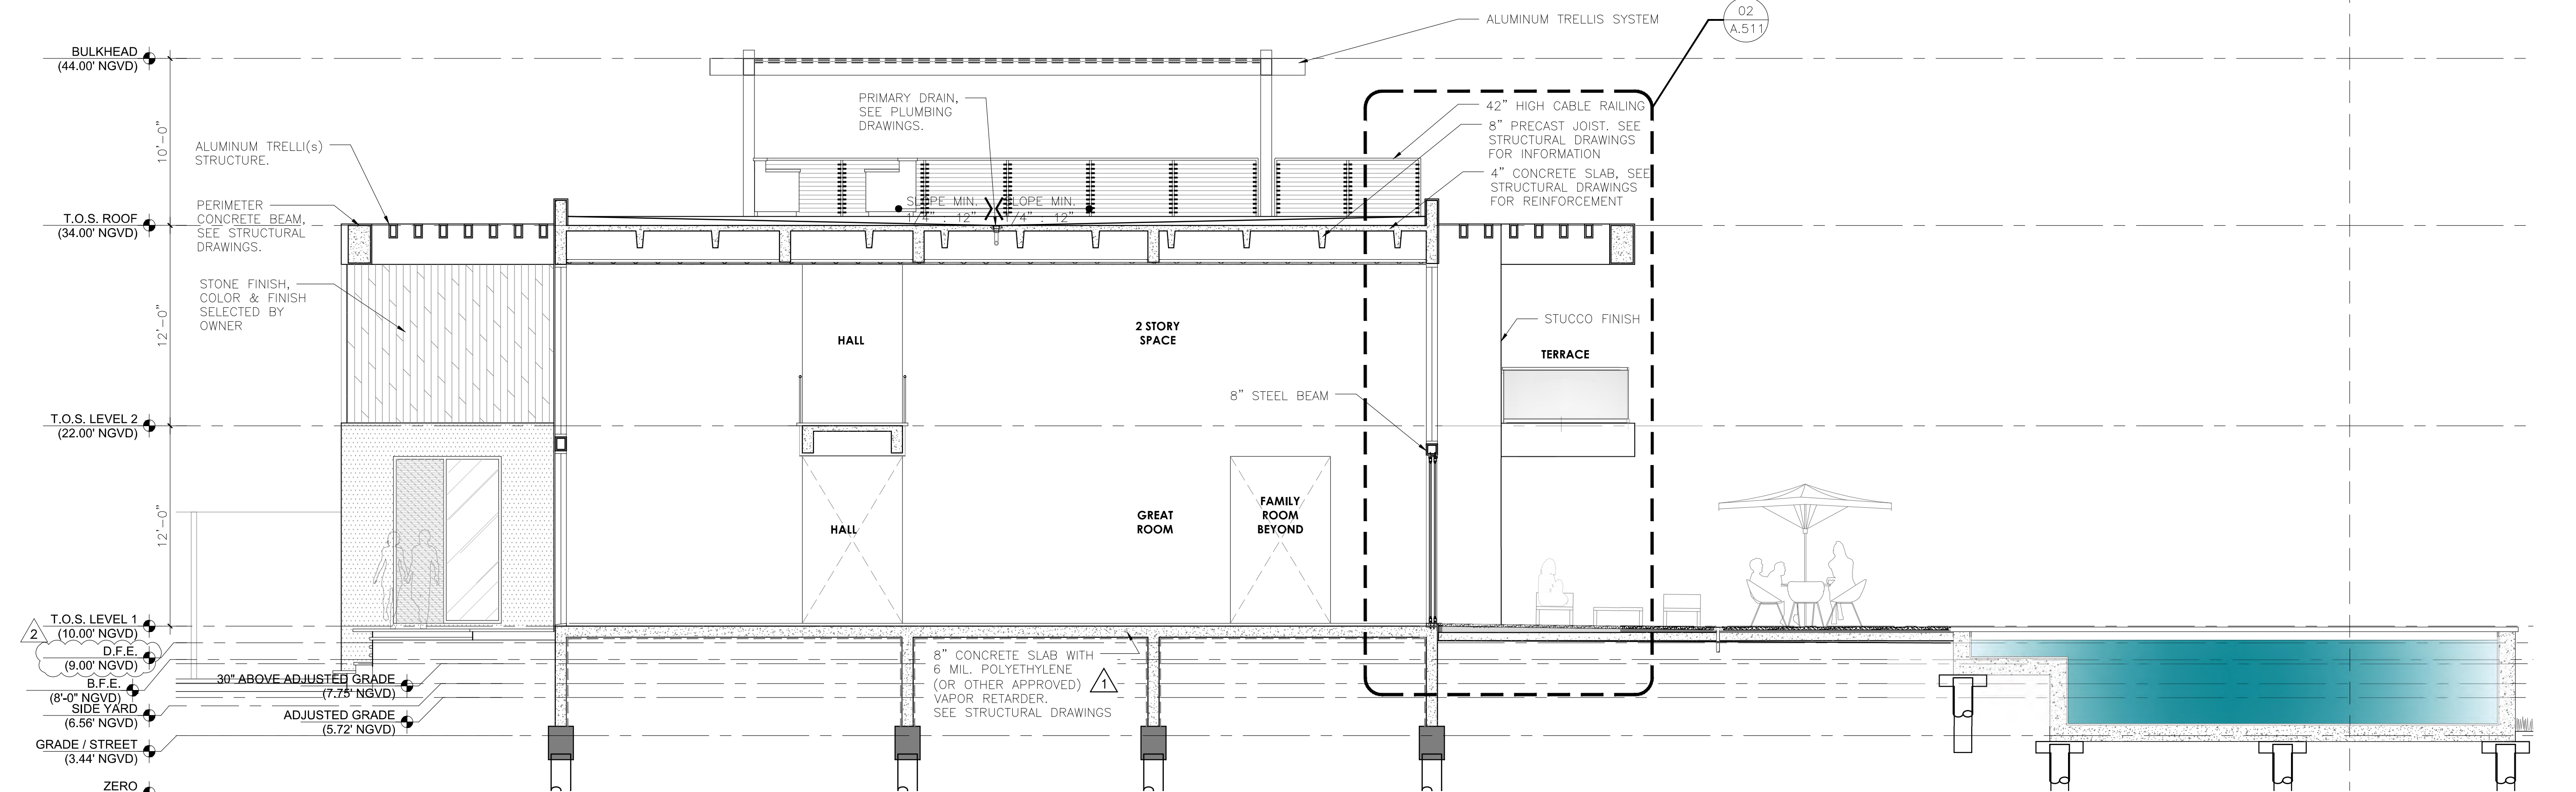 02
A.511
ALUMINUM TRELLIS SYSTEM
BULKHEAD
(44.00' NGVD)
10'-0"
PRIMARY DRAIN,
SEE PLUMBING
DRAWINGS.
42" HIGH CABLE RAILING
8" PRECAST JOIST. SEE
STRUCTURAL DRAWINGS
FOR INFORMATION
4" CONCRETE SLAB, SEE
STRUCTURAL DRAWINGS
FOR REINFORCEMENT
ALUMINUM TRELLI(s)
STRUCTURE.
PERIMETER
CONCRETE BEAM,
SEE STRUCTURAL
DRAWINGS.
SLOPE MIN.
1/4" : 12"
SLOPE MIN.
1/4" : 12"
T.O.S. ROOF
(34.00' NGVD)
STONE FINISH,
COLOR & FINISH
SELECTED BY
OWNER
12'-0"
HALL
2 STORY
SPACE
STUCCO FINISH
TERRACE
8" STEEL BEAM
T.O.S. LEVEL 2
(22.00' NGVD)
12'-0"
HALL
GREAT
ROOM
FAMILY
ROOM
BEYOND
T.O.S. LEVEL 1
(10.00' NGVD)
2
D.F.E.
(9.00' NGVD)
B.F.E.
(8'-0" NGVD)
SIDE YARD
(6.56' NGVD)
30" ABOVE ADJUSTED GRADE
(7.75' NGVD)
ADJUSTED GRADE
(5.72' NGVD)
8" CONCRETE SLAB WITH
6 MIL. POLYETHYLENE
(OR OTHER APPROVED)
VAPOR RETARDER.
SEE STRUCTURAL DRAWINGS
1
GRADE / STREET
(3.44' NGVD)
ZERO